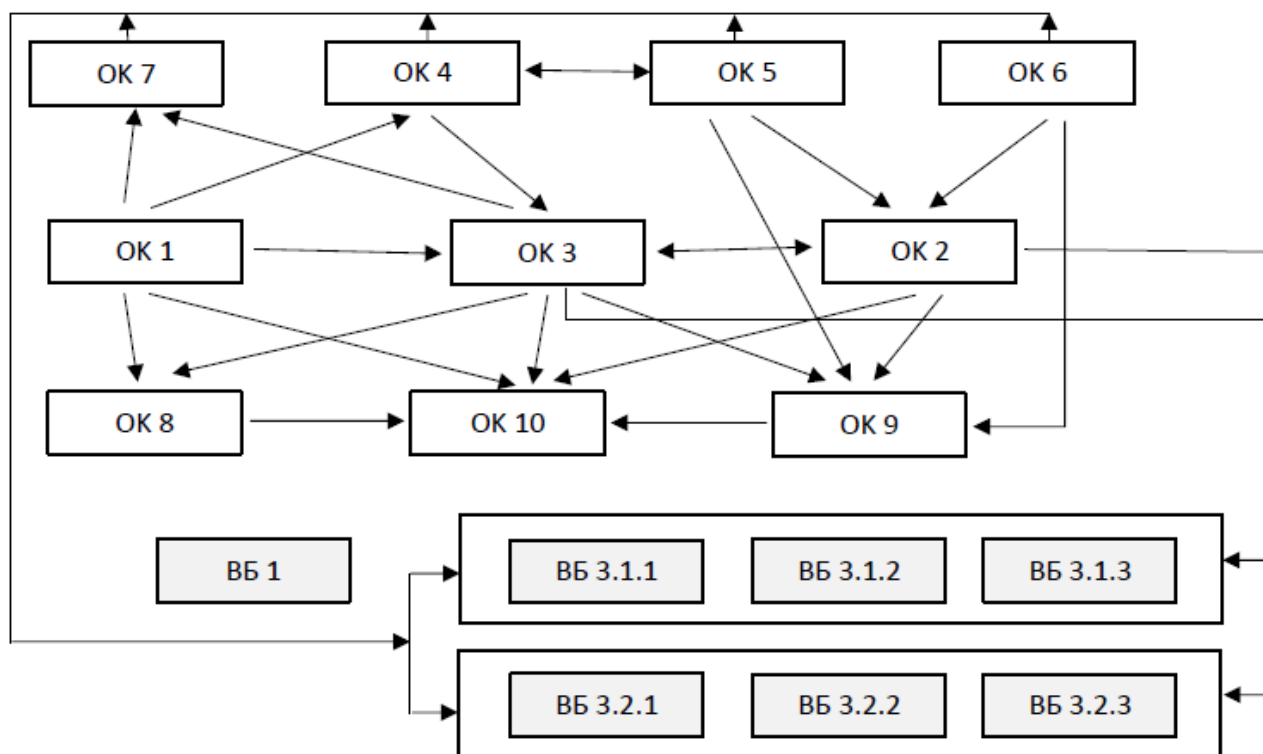 ОК 7
ОК 4
ОК 5
ОК 6
ОК 1
ОК 3
ОК 2
ОК 8
ОК 10
ОК 9
ВБ 1
ВБ 3.1.1
ВБ 3.1.2
ВБ 3.1.3
ВБ 3.2.1
ВБ 3.2.2
ВБ 3.2.3